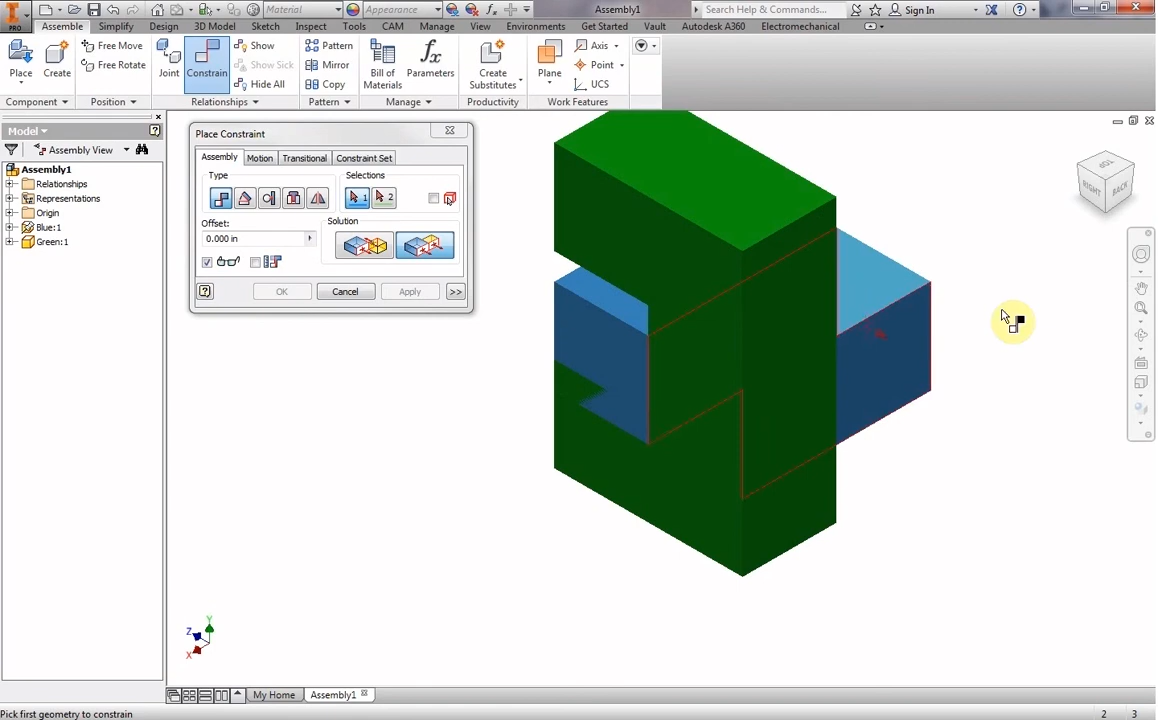 Material
Appearance
Assembly1
Search Help & Commands...
Sign In
PRO
Assemble
Simplify
Design
3D Model
Sketch
Inspect
Tools
CAM
Manage
View
Environments
Get Started
Vault
Autodesk A360
Electromechanical
Place
Create
Free Move
Free Rotate
Joint
Constrain
Show
Show Sick
Hide All
Pattern
Mirror
Copy
Bill of
Materials
Parameters
Create
Substitutes
Plane
Axis
Point
UCS
Component
Position
Relationships
Pattern
Manage
Productivity
Work Features
Model
Assembly View
Assembly1
Relationships
Representations
Origin
Blue:1
Green:1
Place Constraint
Assembly
Motion
Transitional
Constraint Set
Type
Selections
1
2
Offset:
0.000 in
Solution
OK
Cancel
Apply
>>
TOP
RIGHT
BACK
Y
Z
X
My Home
Assembly1
Pick first geometry to constrain
2
3